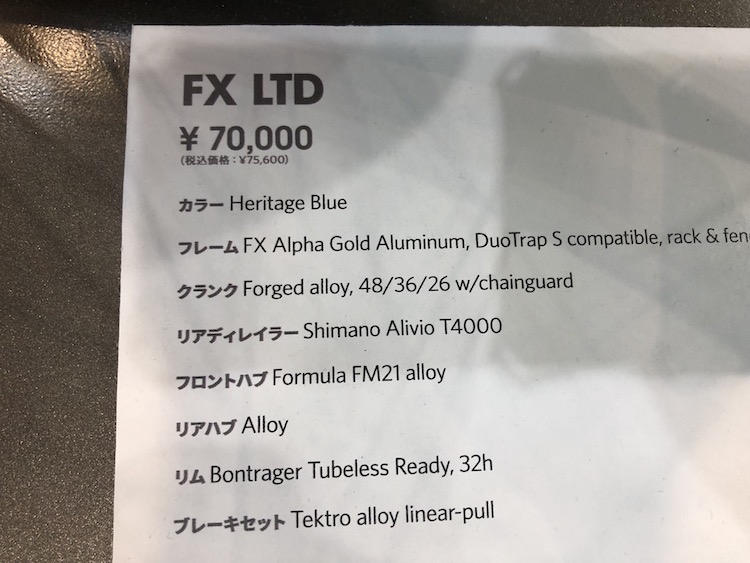 FX LTD
¥ 70,000
(税込価格：¥75,600)
カラー Heritage Blue
フレーム FX Alpha Gold Aluminum, DuoTrap S compatible, rack &
クランク Forged alloy, 48/36/26 w/chainguard
リアディレイラー Shimano Alivio T4000
フロントハブ Formula FM21 alloy
リアハブ Alloy
リム Bontrager Tubeless Ready, 32h
ブレーキセット Tektro alloy linear-pull